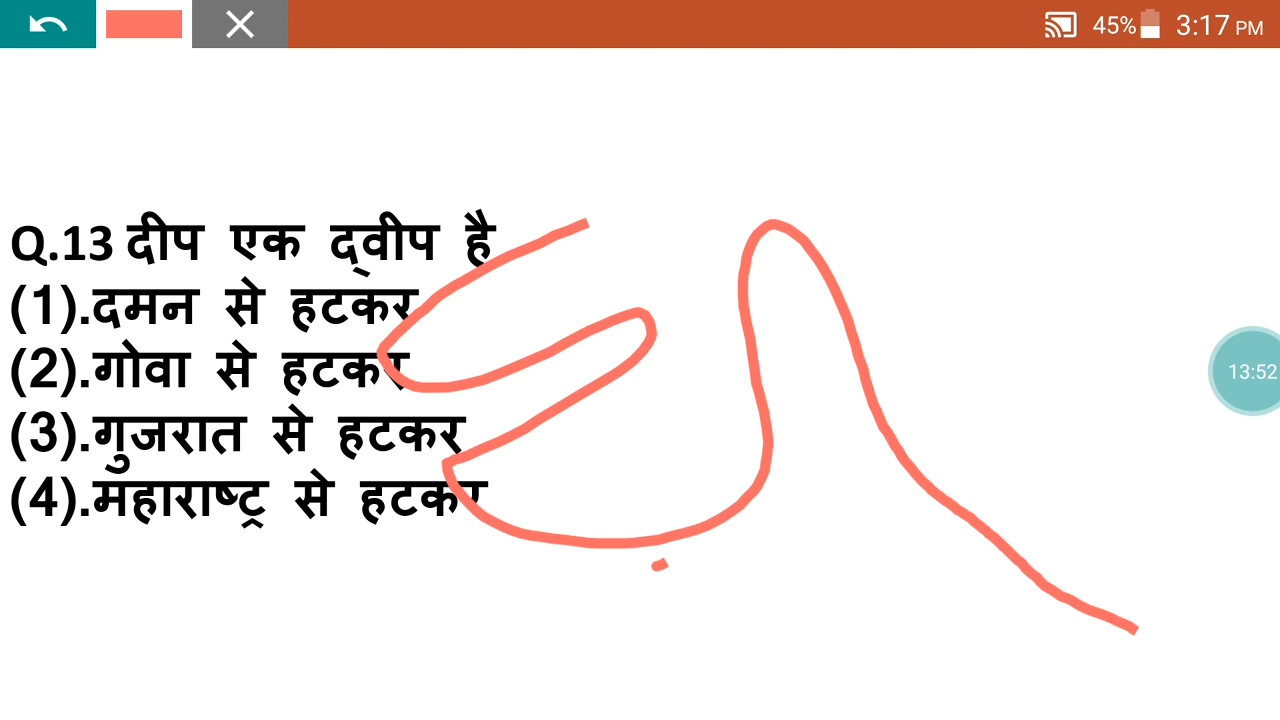 45% 3:17 PM
Q.13 दीप एक द्वीप है
(1).दमन से हटकर
(2).गोवा से हटकर
(3).गुजरात से हटकर
(4).महाराष्ट्र से हटकर
13:52